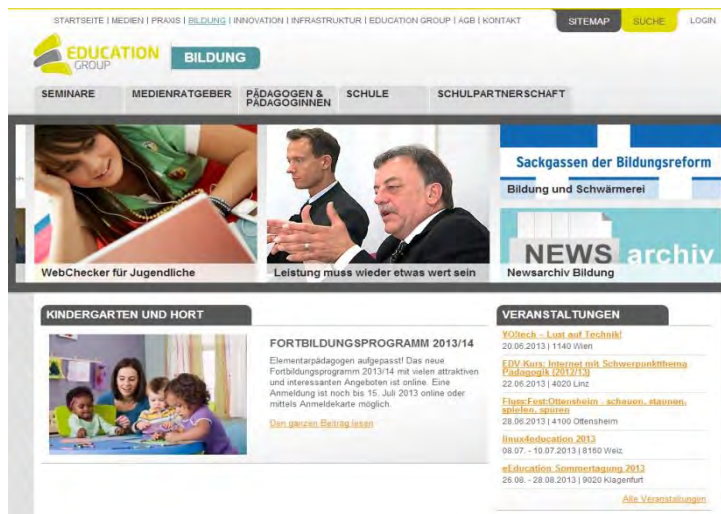 STARTSEITE | MEDIEN | PRAXIS | BILDUNG | INNOVATION | INFRASTRUKTUR | EDUCATION GROUP | AGB | KONTAKT
SITEMAP
SUCHE
LOGIN
EDUCATION
GROUP
BILDUNG
SEMINARE
MEDIENRATGEBER
PÄDAGOGEN &
PÄDAGOGINNEN
SCHULE
SCHULPARTNERSCHAFT
WebChecker für Jugendliche
Leistung muss wieder etwas wert sein
Sackgassen der Bildungsreform
Bildung und Schwärmerei
NEWS archiv
Newsarchiv Bildung
KINDERGARTEN UND HORT
FORTBILDUNGSPROGRAMM 2013/14
Elementarpädagogen aufgepasst! Das neue
Fortbildungsprogramm 2013/14 mit vielen attraktiven
und interessanten Angeboten ist online. Eine
Anmeldung ist noch bis 15. Juli 2013 online oder
mittels Anmeldekarte möglich.
Den ganzen Beitrag lesen
VERANSTALTUNGEN
YO!tech - Lust auf Technik!
20.06.2013 | 1140 Wien
EDV-Kurs: Internet mit Schwerpunktthema
Pädagogik (2012/13)
22.06.2013 | 4020 Linz
Fluss:Fest:Ottensheim - schauen, staunen,
spielen, spüren
28.06.2013 | 4100 Ottensheim
linux4education 2013
08.07. - 10.07.2013 | 8160 Weiz
eEducation Sommertagung 2013
26.08. - 28.08.2013 | 9020 Klagenfurt
Alle Veranstaltungen